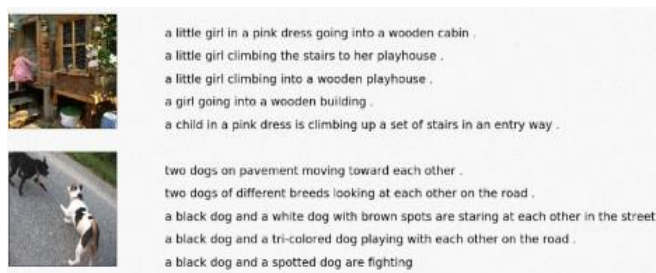 a little girl in a pink dress going into a wooden cabin .
a little girl climbing the stairs to her playhouse .
a little girl climbing into a wooden playhouse .
a girl going into a wooden building .
a child in a pink dress is climbing up a set of stairs in an entry way .
two dogs on pavement moving toward each other .
two dogs of different breeds looking at each other on the road .
a black dog and a white dog with brown spots are staring at each other in the street
a black dog and a tri-colored dog playing with each other on the road .
a black dog and a spotted dog are fighting